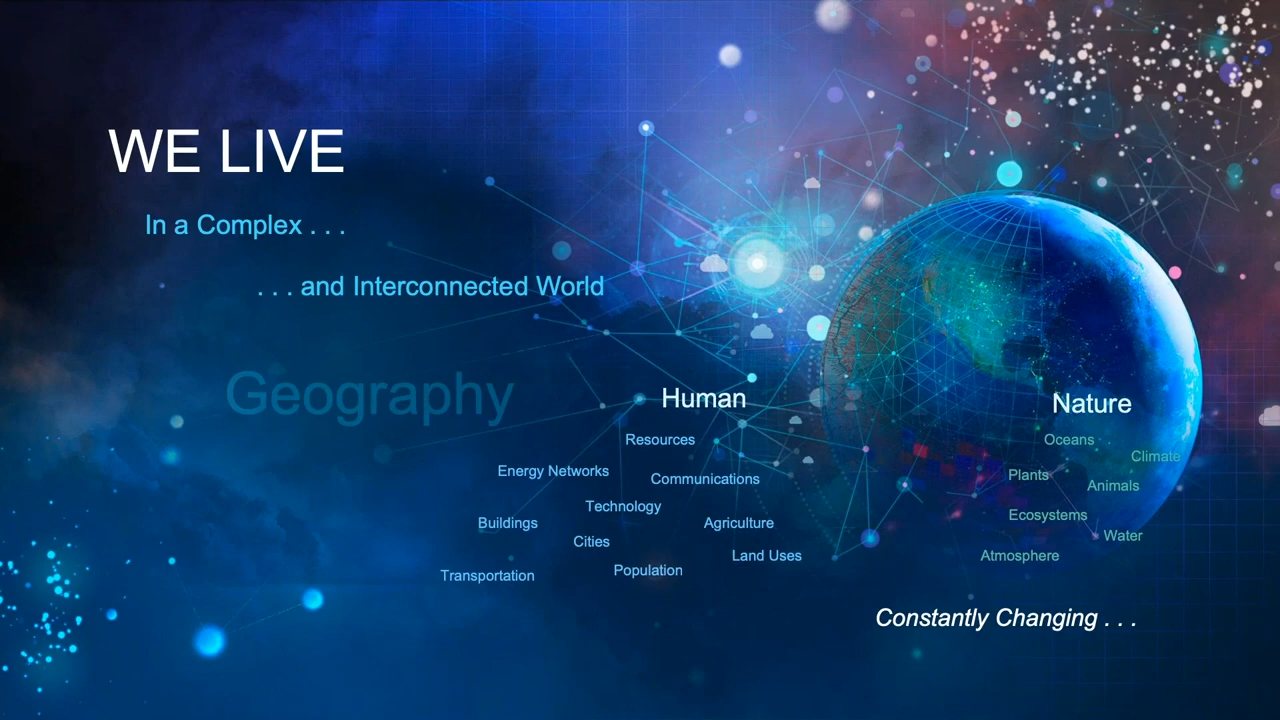 WE LIVE
In a Complex . . .
. . . and Interconnected World
Geography
Human
Resources
Energy Networks
Communications
Technology
Buildings
Agriculture
Cities
Land Uses
Population
Transportation
Nature
Oceans
Climate
Plants
Animals
Ecosystems
Water
Atmosphere
Constantly Changing . . .